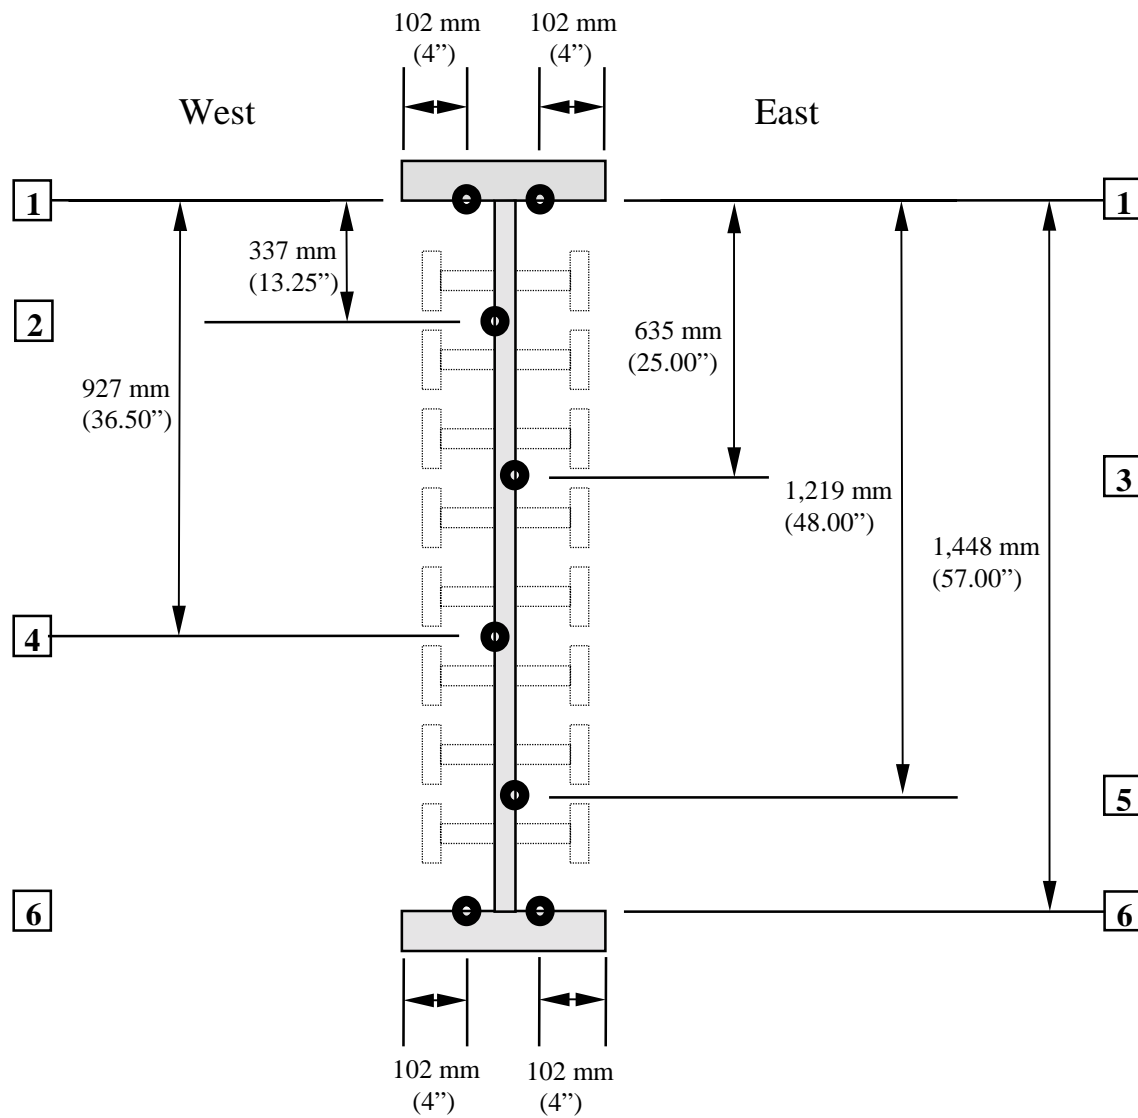 102 mm
(4”)
102 mm
(4”)
West
East
1
1
337 mm
(13.25”)
2
635 mm
(25.00”)
927 mm
(36.50”)
3
1,219 mm
(48.00”)
1,448 mm
(57.00”)
4
5
6
6
102 mm
(4”)
102 mm
(4”)